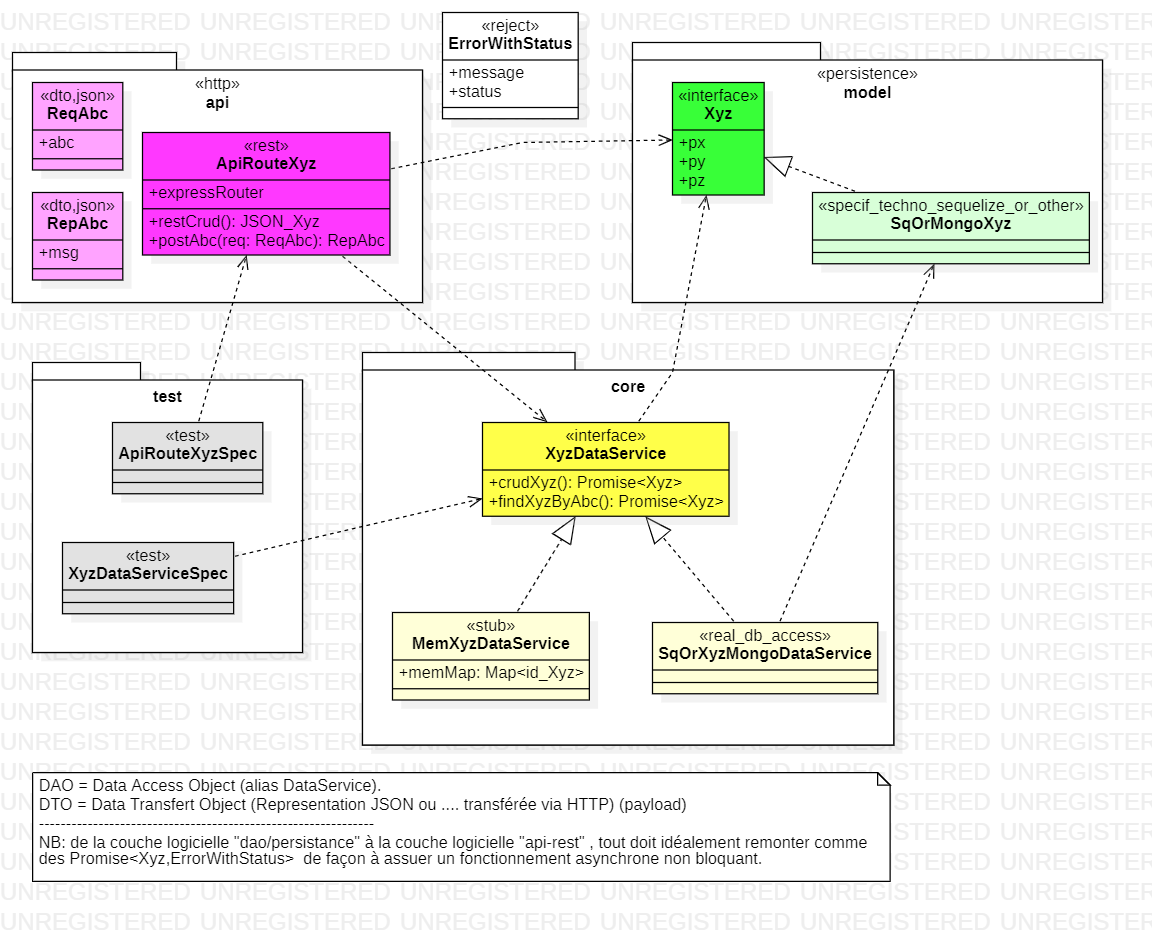 «reject»
ErrorWithStatus
+message
+status
«http»
api
«dto,json»
ReqAbc
+abc
«dto,json»
RepAbc
+msg
«rest»
ApiRouteXyz
+expressRouter
+restCrud(): JSON_Xyz
+postAbc(req: ReqAbc): RepAbc
«persistence»
model
«interface»
Xyz
+px
+py
+pz
«specif_techno_sequelize_or_other»
SqOrMongoXyz
test
«test»
ApiRouteXyzSpec
«test»
XyzDataServiceSpec
core
«interface»
XyzDataService
+crudXyz(): Promise<Xyz>
+findXyzByAbc(): Promise<Xyz>
«stub»
MemXyzDataService
+memMap: Map<id_Xyz>
«real_db_access»
SqOrXyzMongoDataService
DAO = Data Access Object (alias DataService).
DTO = Data Transfert Object (Representation JSON ou .... transférée via HTTP) (payload)
------------------------------------------------------------
NB: de la couche logicielle "dao/persistance" à la couche logicielle "api-rest" , tout doit idéalement remonter comme
des Promise<Xyz,ErrorWithStatus>  de façon à assuer un fonctionnement asynchrone non bloquant.
UNREGISTERED